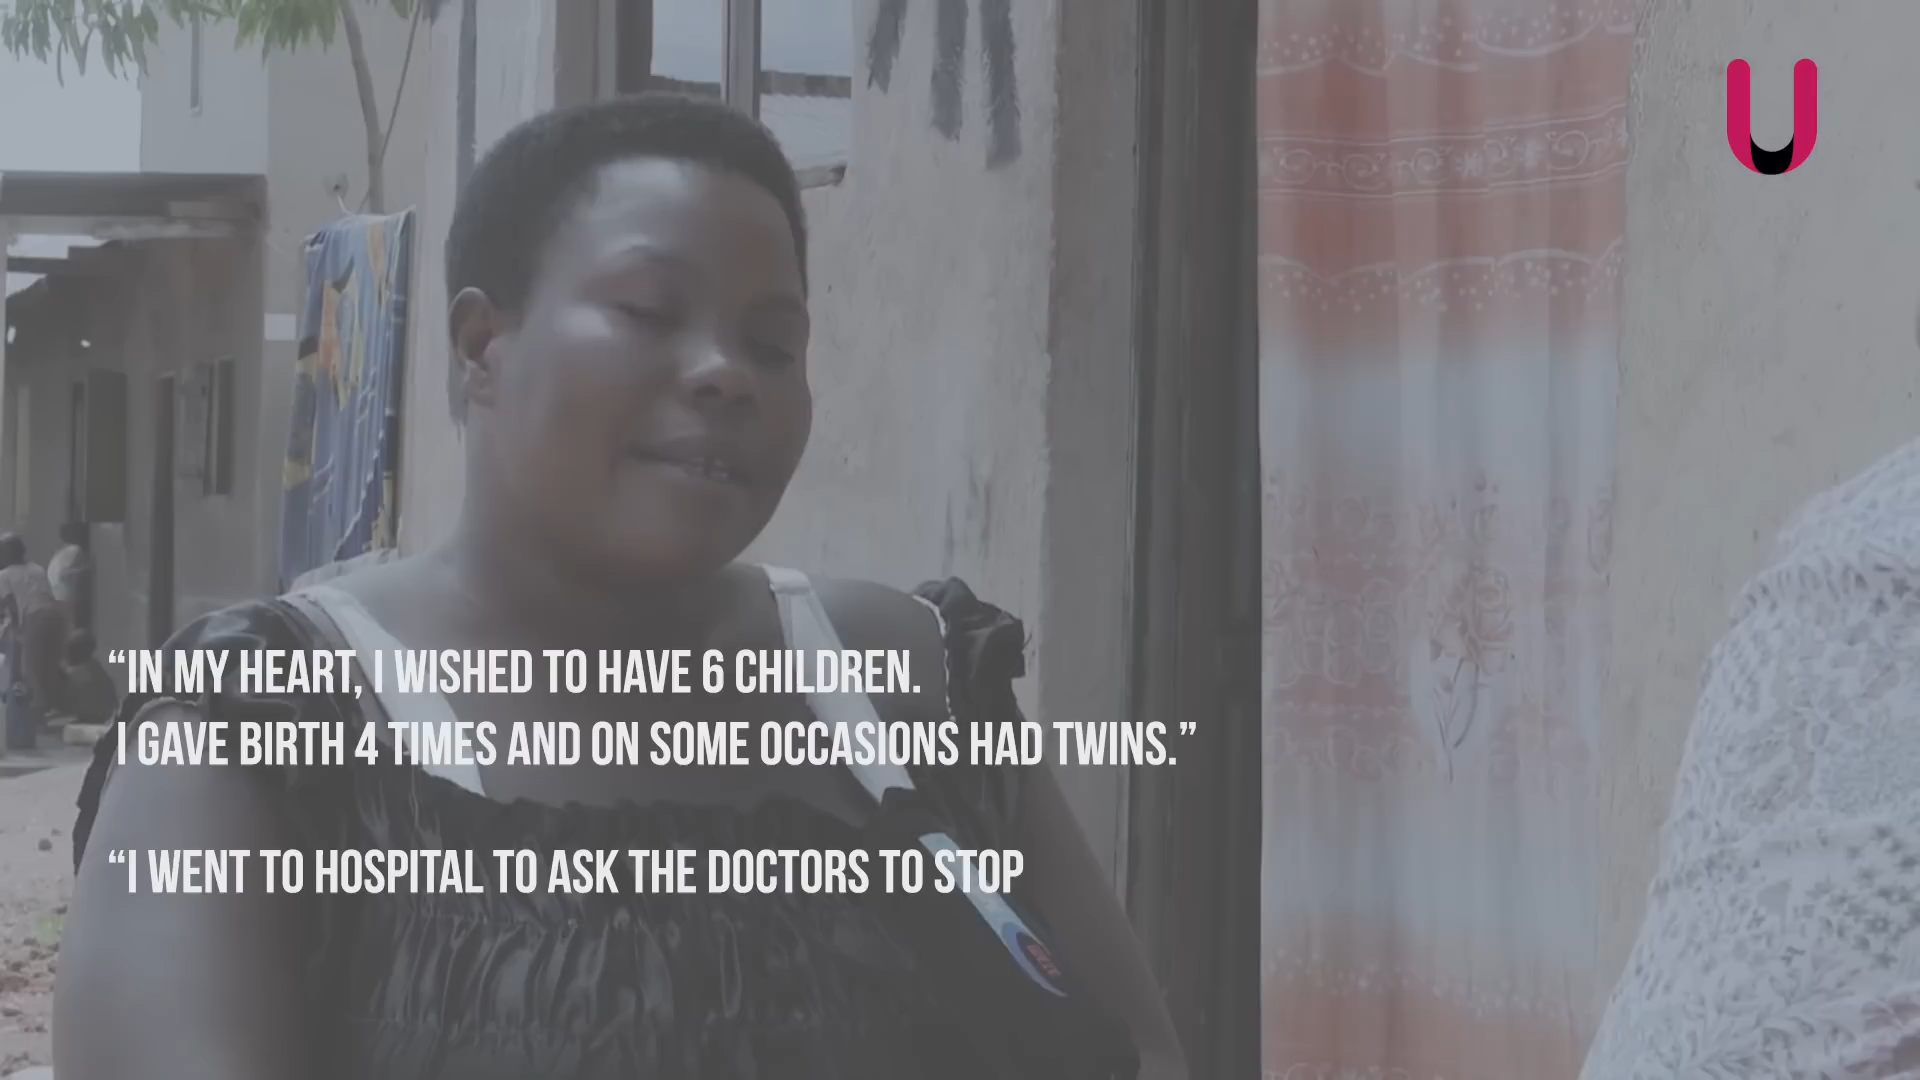 “IN MY HEART, I WISHED TO HAVE 6 CHILDREN.
I GAVE BIRTH 4 TIMES AND ON SOME OCCASIONS HAD TWINS.”
“I WENT TO HOSPITAL TO ASK THE DOCTORS TO STOP